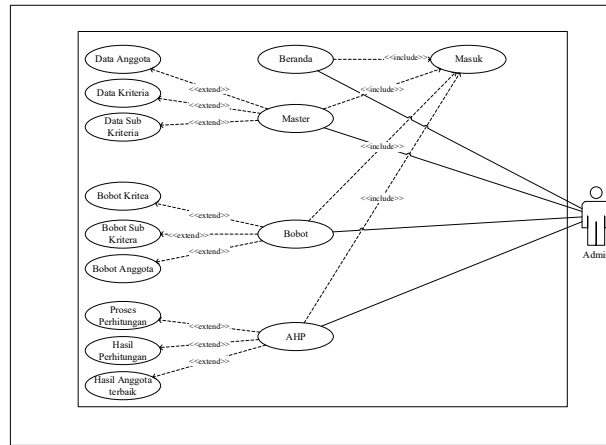 Data Anggota
Beranda
<<include>>
Masuk
<<extend>>
Data Kriteria
<<extend>>
<<include>>
Master
Data Sub
Kriteria
<<extend>>
<<include>>
Bobot Kritea
<<extend>>
<<include>>
Bobot Sub
Kritera
<<extend>>
Bobot
<<extend>>
Bobot Anggota
Admin
Proses
Perhitungan
<<extend>>
Hasil
Perhitungan
<<extend>>
AHP
<<extend>>
Hasil Anggota
terbaik